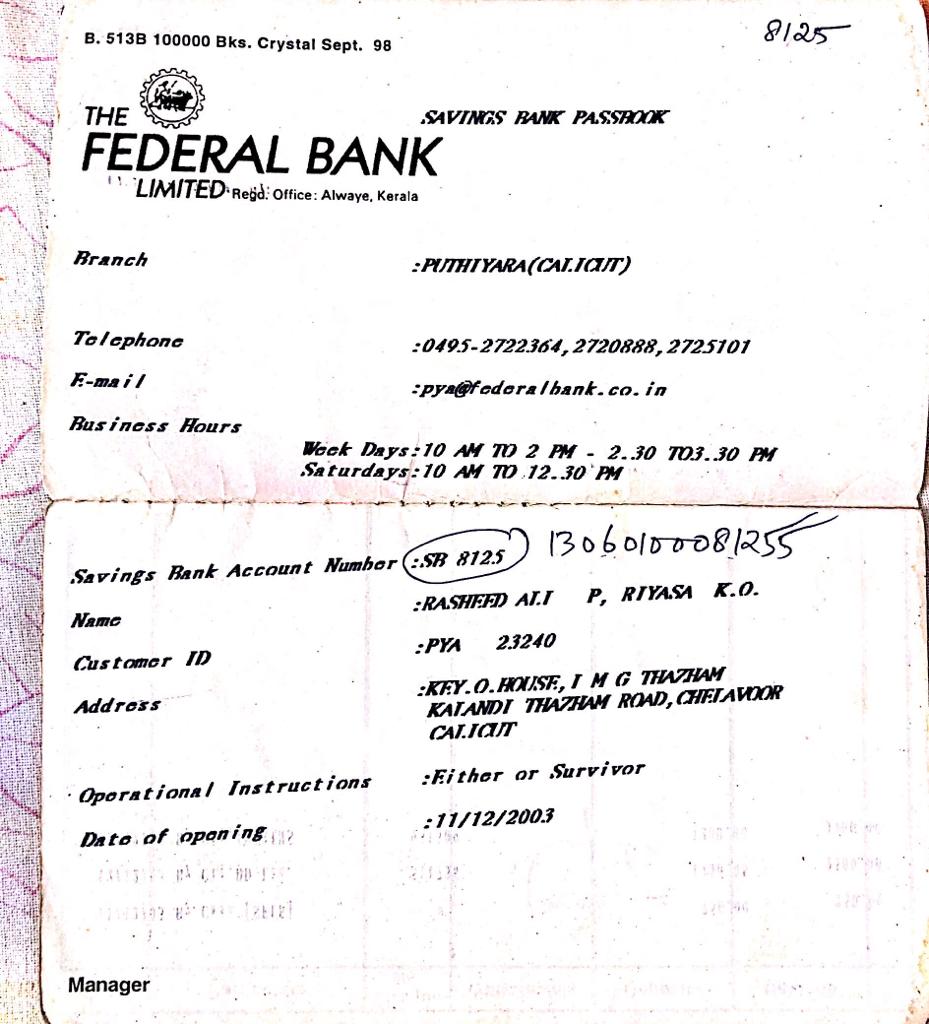 B. 513B 100000 Bks. Crystal Sept. 98
8125
THE
FEDERAL BANK
LIMITED Regd. Office: Alwaye, Kerala
SAVINGS BANK PASSBOOK
Branch :PUTHIYARA(CALICUT)
Telephone :0495-2722364,2720888,2725101
E-mail :pya@federalbank.co.in
Business Hours
Week Days:10 AM TO 2 PM - 2.30 TO3.30 PM
Saturdays:10 AM TO 12.30 PM
Savings Bank Account Number :SB 8125 13060100081255
Name :RASHEED ALI P, RIYASA K.O.
Customer ID :PYA 23240
Address :KEY.O.HOUSE, I M G THAZHAM
KALANDI THAZHAM ROAD,CHELAVOOR
CALICUT
Operational Instructions :Either or Survivor
Date of opening :11/12/2003
Manager